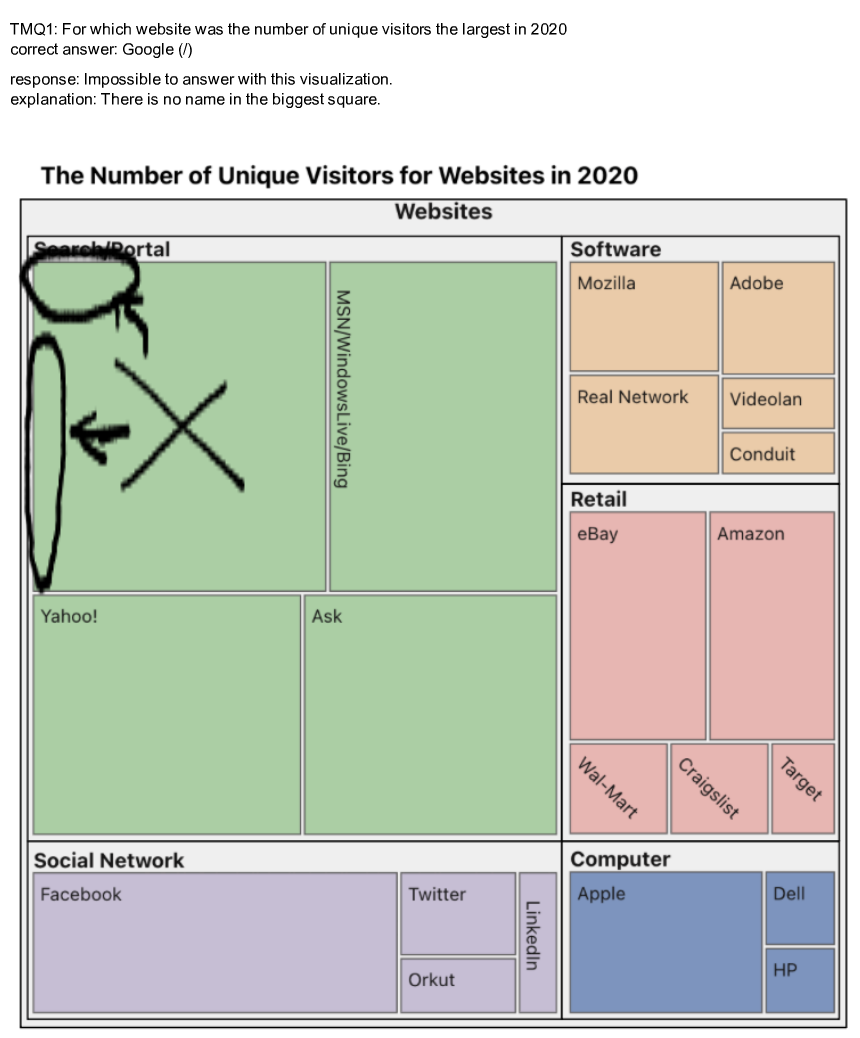 TMQ1: For which website was the number of unique visitors the largest in 2020
correct answer: Google (/)
response: Impossible to answer with this visualization.
explanation: There is no name in the biggest square.
The Number of Unique Visitors for Websites in 2020
Websites
Search/Portal
MSN/WindowsLive/Bing
Yahoo!
Ask
Software
Mozilla
Adobe
Real Network
Videolan
Conduit
Retail
eBay
Amazon
Wal-Mart
Craigslist
Target
Social Network
Facebook
Twitter
Orkut
LinkedIn
Computer
Apple
Dell
HP